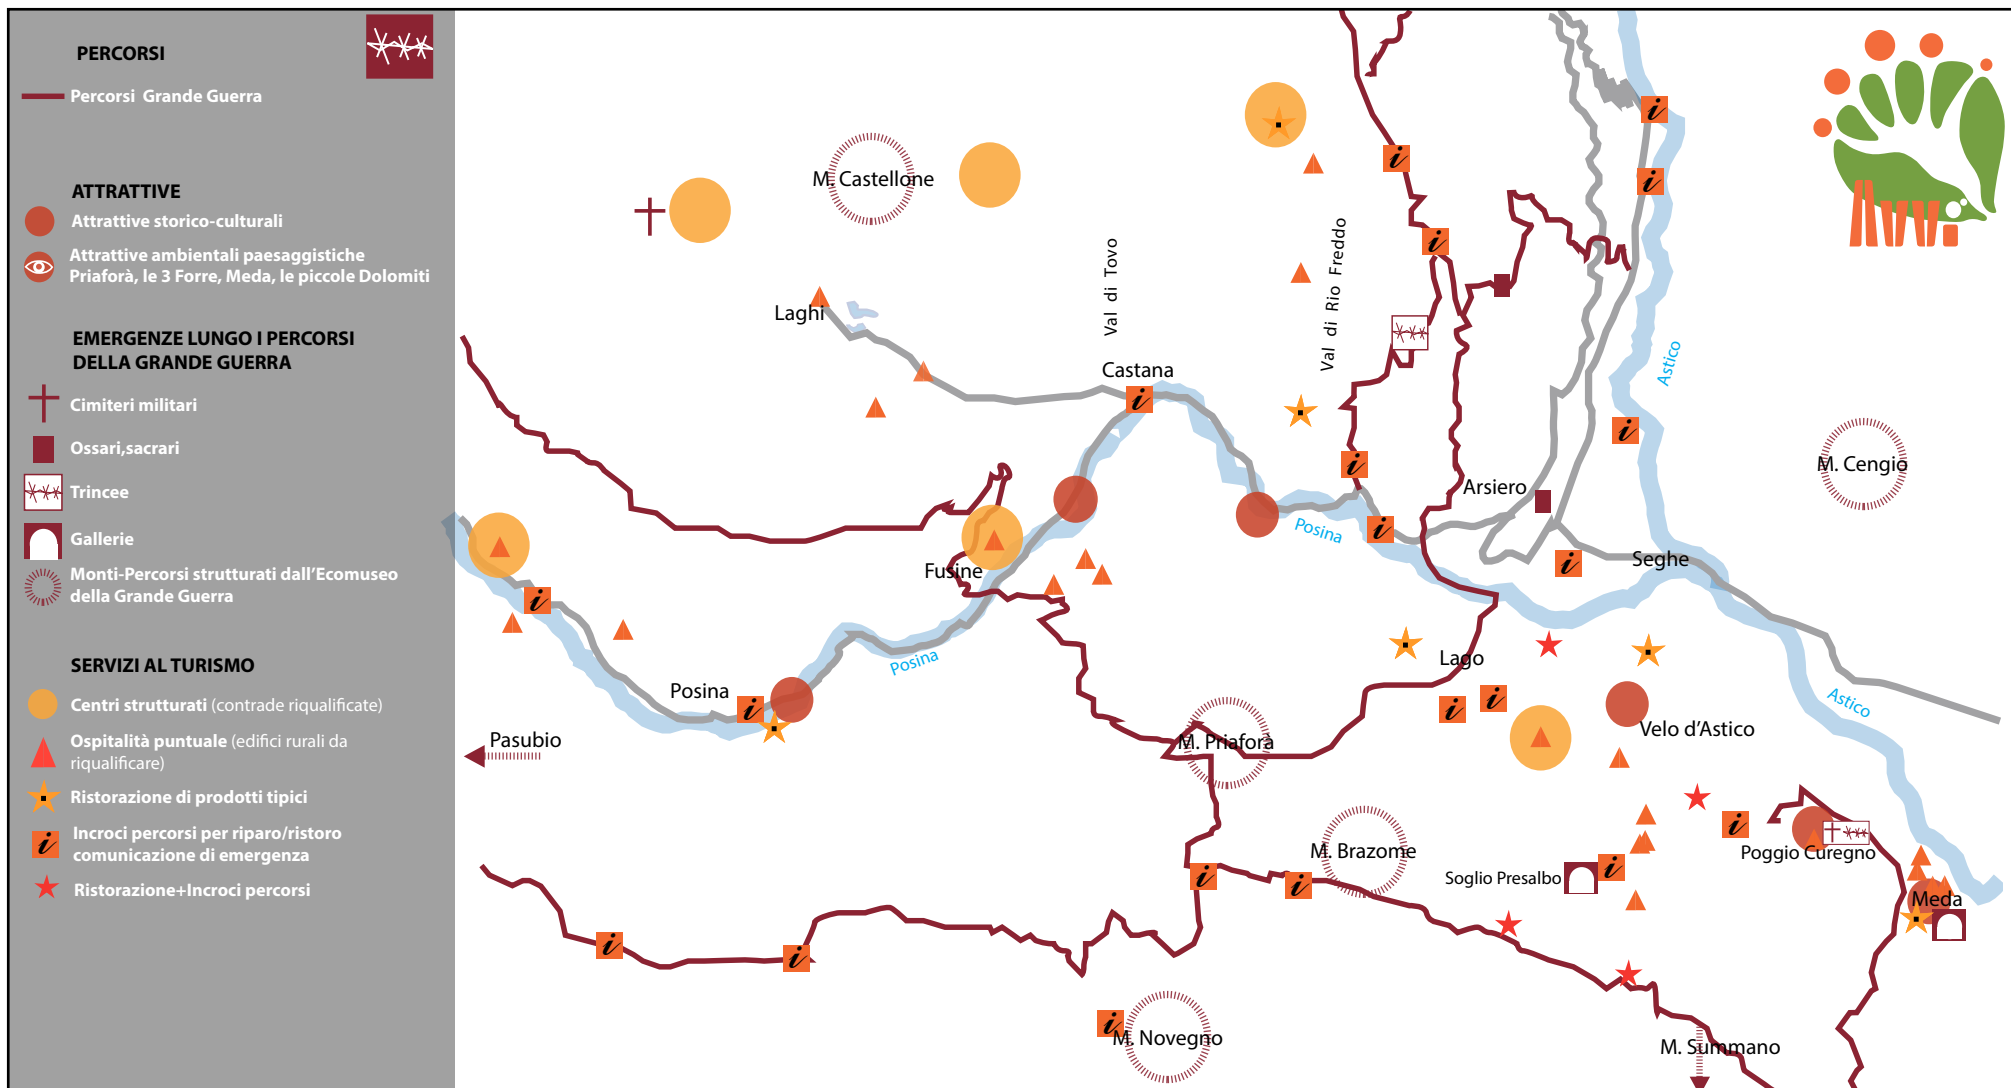 PERCORSI
Percorsi Grande Guerra
ATTRATTIVE
Attrattive storico-culturali
Attrattive ambientali paesaggistiche
Priaforà, le 3 Forre, Meda, le piccole Dolomiti
EMERGENZE LUNGO I PERCORSI
DELLA GRANDE GUERRA
Cimiteri militari
Ossari,sacrari
Trincee
Gallerie
Monti-Percorsi strutturati dall'Ecomuseo
della Grande Guerra
SERVIZI AL TURISMO
Centri strutturati (contrade riqualificate)
Ospitalità puntuale (edifici rurali da
riqualificare)
Ristorazione di prodotti tipici
i Incroci percorsi per riparo/ristoro
comunicazione di emergenza
Ristorazione+Incroci percorsi
M. Castellone
Val di Tovo
Val di Rio Freddo
Laghi
Castana
Astico
M. Cengio
Arsiero
Posina
Seghe
Fusine
Posina
Lago
Posina
Astico
Velo d'Astico
Pasubio
M. Priaforà
M. Brazome
Poggio Curegno
Soglio Presalbo
Meda
M. Novegno
M. Summano